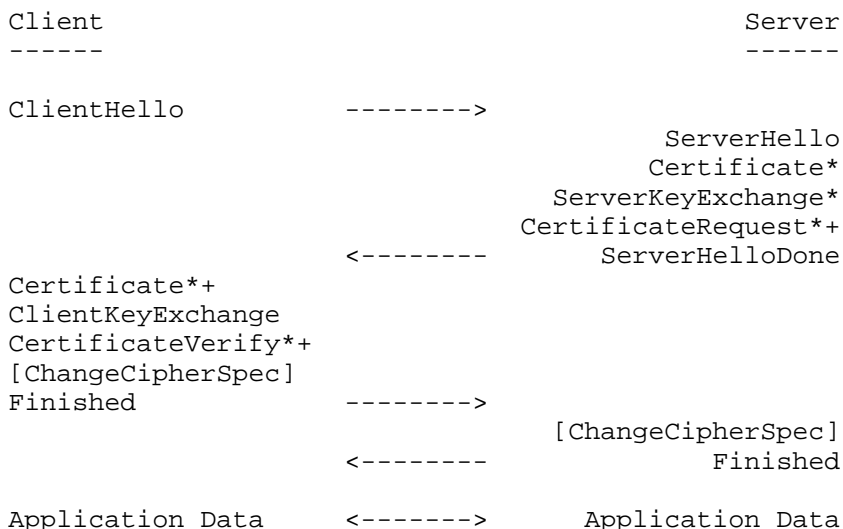 Client                                               Server
------                                               ------
ClientHello          -------->
                                                ServerHello
                                               Certificate*
                                         ServerKeyExchange*
                                       CertificateRequest*+
                     <--------              ServerHelloDone
Certificate*+
ClientKeyExchange
CertificateVerify*+
[ChangeCipherSpec]
Finished             -------->
                                         [ChangeCipherSpec]
                     <--------                     Finished
Application Data     <------->             Application Data